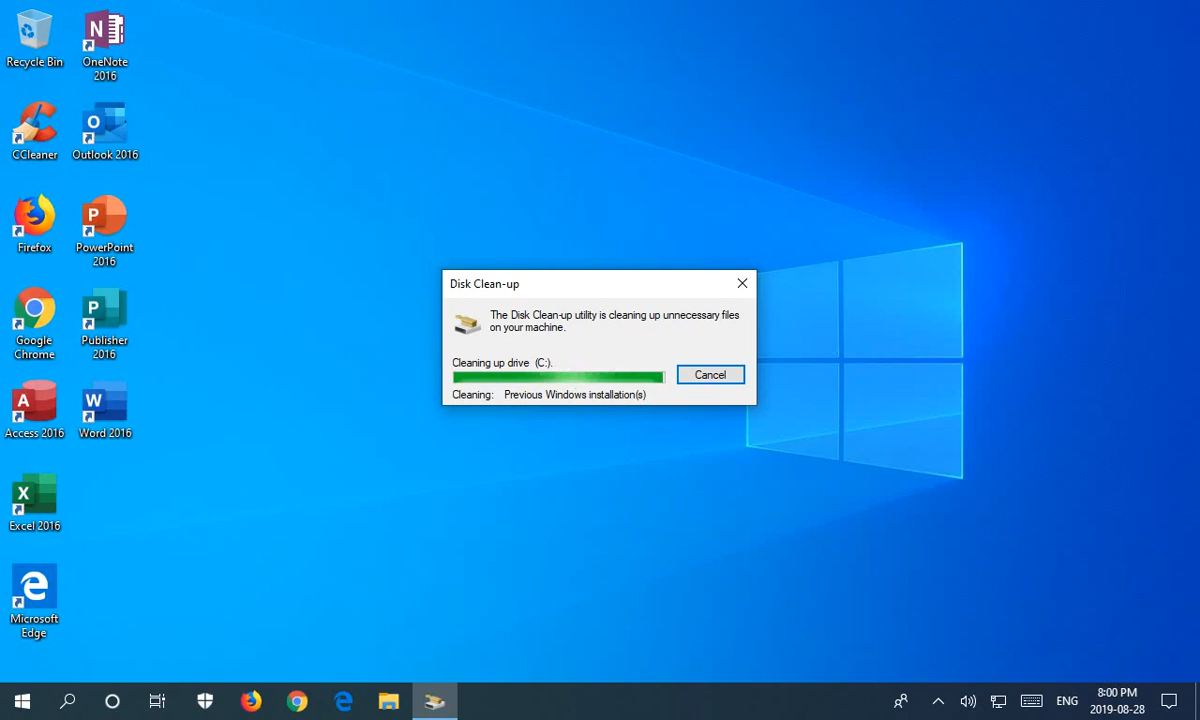 Recycle Bin
OneNote
2016
CCleaner
Outlook 2016
Firefox
PowerPoint
2016
Google
Chrome
Publisher
2016
Access 2016
Word 2016
Excel 2016
Microsoft
Edge
Disk Clean-up
The Disk Clean-up utility is cleaning up unnecessary files
on your machine.
Cleaning up drive (C:).
Cancel
Cleaning: Previous Windows installation(s)
ENG
8:00 PM
2019-08-28